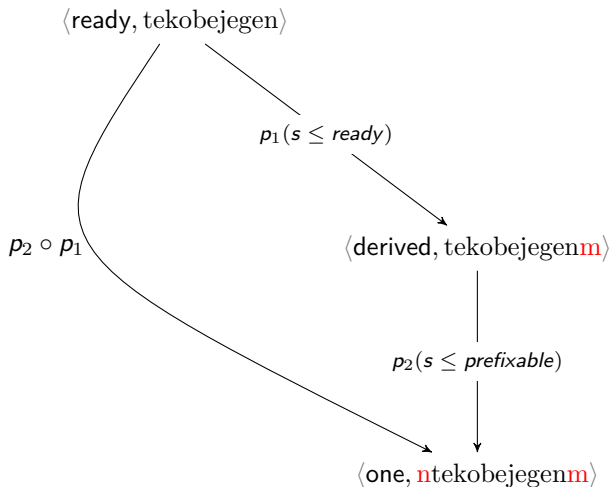 ⟨ready, tekobejegen⟩
p₁(s ≤ ready)
⟨derived, tekobejegenm⟩
p₂ ∘ p₁
p₂(s ≤ prefixable)
⟨one, ntekobejegenm⟩